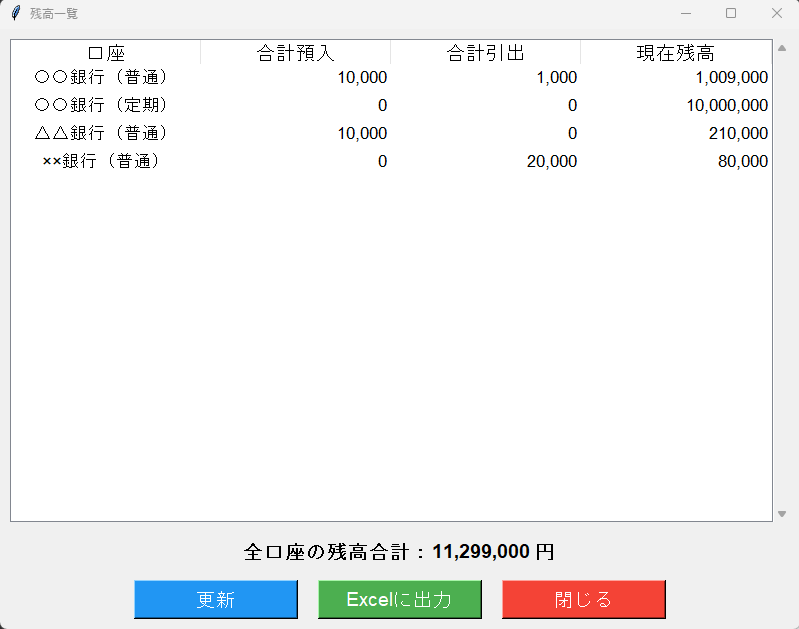 残高一覧
口座 合計預入 合計引出 現在残高
○○銀行（普通） 10,000 1,000 1,009,000
○○銀行（定期） 0 0 10,000,000
△△銀行（普通） 10,000 0 210,000
××銀行（普通） 0 20,000 80,000
全口座の残高合計：11,299,000 円
更新 Excelに出力 閉じる